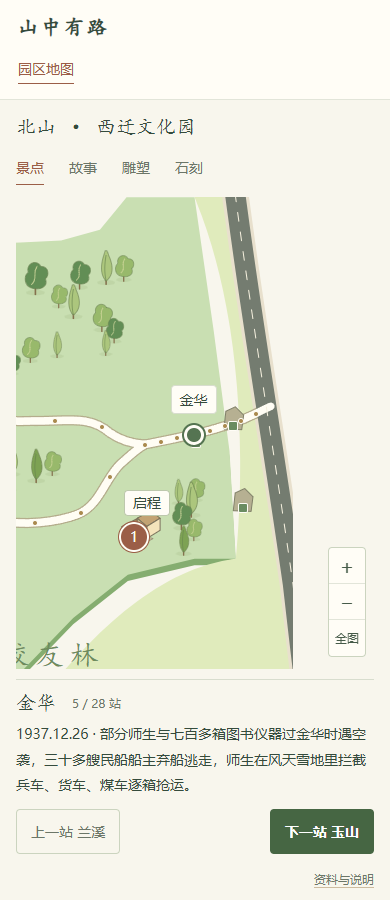 山中有路
园区地图
北山 • 西迁文化园
景点 故事 雕塑 石刻
金华
启程
1
+
−
全图
校友林
金华 5 / 28 站
1937.12.26 · 部分师生与七百多箱图书仪器过金华时遇空
袭，三十多艘民船船主弃船逃走，师生在风天雪地里拦截
兵车、货车、煤车逐箱抢运。
上一站 兰溪
下一站 玉山
资料与说明